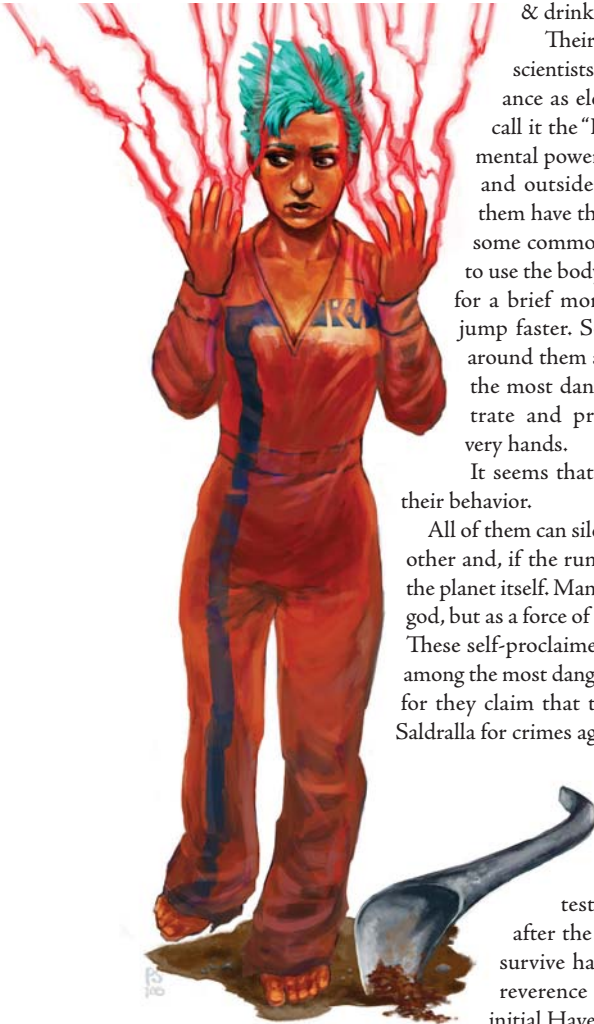 & drink
Their
scientists
ance as ele
call it the “
mental power
and outside
them have th
some commo
to use the body
for a brief mor
jump faster. S
around them a
the most dan
trate and pr
very hands.
It seems that
their behavior.
All of them can sile
other and, if the run
the planet itself. Man
god, but as a force of
These self-proclaime
among the most dang
for they claim that t
Saldralla for crimes ag
test
after the
survive ha
reverence
initial Have